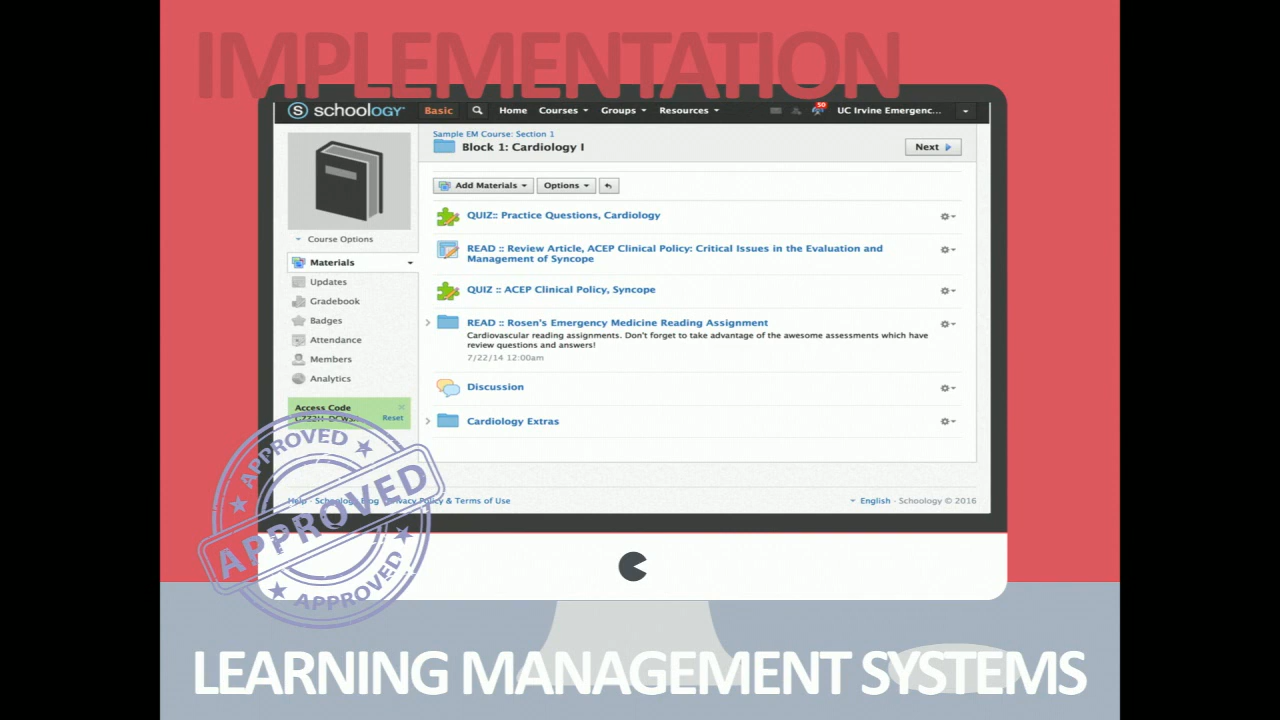 IMPLEMENTATION
S schoology Basic Home Courses Groups Resources 50 UC Irvine Emergenc...
Sample EM Course: Section 1
Block 1: Cardiology I
Next
Add Materials Options
Course Options
Materials
Updates
Gradebook
Badges
Attendance
Members
Analytics
Access Code
Reset
QUIZ:: Practice Questions, Cardiology
READ :: Review Article, ACEP Clinical Policy: Critical Issues in the Evaluation and
Management of Syncope
QUIZ :: ACEP Clinical Policy, Syncope
READ :: Rosen's Emergency Medicine Reading Assignment
Cardiovascular reading assignments. Don't forget to take advantage of the awesome assessments which have
review questions and answers!
7/22/14 12:00am
Discussion
Cardiology Extras
Help - Schoology Blog - Privacy Policy & Terms of Use
English - Schoology © 2016
APPROVED
APPROVED
APPROVED
LEARNING MANAGEMENT SYSTEMS